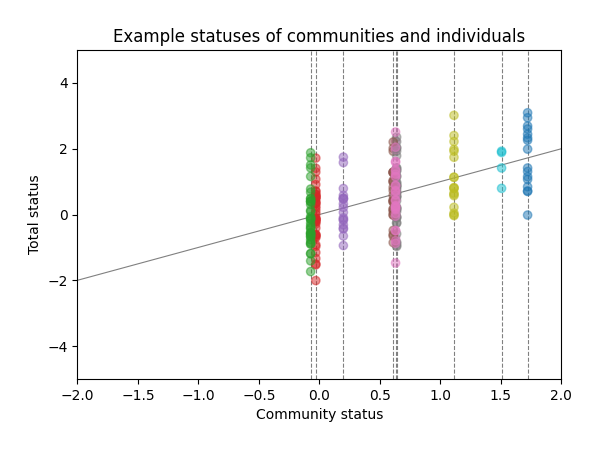 Example statuses of communities and individuals
Total status
4
2
0
−2
−4
−2.0 −1.5 −1.0 −0.5 0.0 0.5 1.0 1.5 2.0
Community status